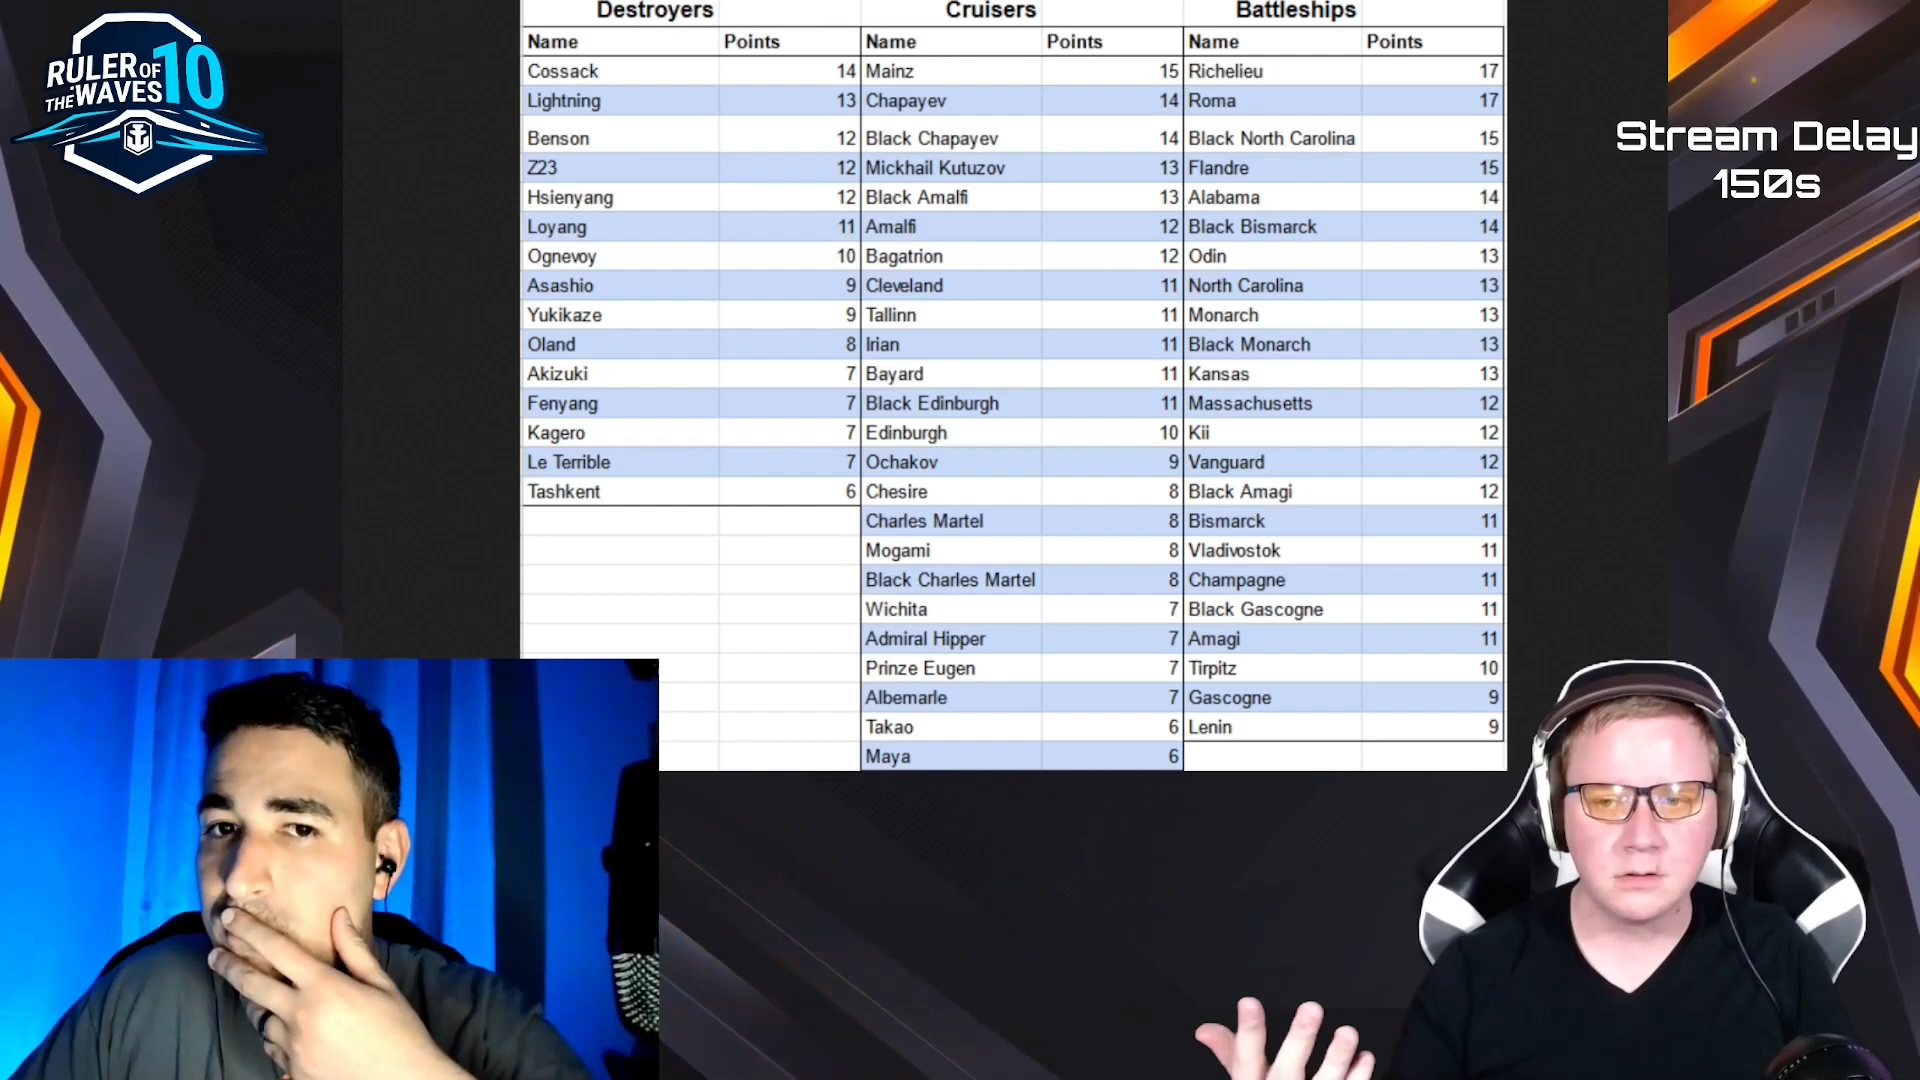 RULER OF
THE WAVES 10
Stream Delay
150s
Destroyers Cruisers Battleships
Name Points Name Points Name Points
Cossack 14 Mainz 15 Richelieu 17
Lightning 13 Chapayev 14 Roma 17
Benson 12 Black Chapayev 14 Black North Carolina 15
Z23 12 Mickhail Kutuzov 13 Flandre 15
Hsienyang 12 Black Amalfi 13 Alabama 14
Loyang 11 Amalfi 12 Black Bismarck 14
Ognevoy 10 Bagatrion 12 Odin 13
Asashio 9 Cleveland 11 North Carolina 13
Yukikaze 9 Tallinn 11 Monarch 13
Oland 8 Irian 11 Black Monarch 13
Akizuki 7 Bayard 11 Kansas 13
Fenyang 7 Black Edinburgh 11 Massachusetts 12
Kagero 7 Edinburgh 10 Kii 12
Le Terrible 7 Ochakov 9 Vanguard 12
Tashkent 6 Chesire 8 Black Amagi 12
Charles Martel 8 Bismarck 11
Mogami 8 Vladivostok 11
Black Charles Martel 8 Champagne 11
Wichita 7 Black Gascogne 11
Admiral Hipper 7 Amagi 11
Prinze Eugen 7 Tirpitz 10
Albemarle 7 Gascogne 9
Takao 6 Lenin 9
Maya 6